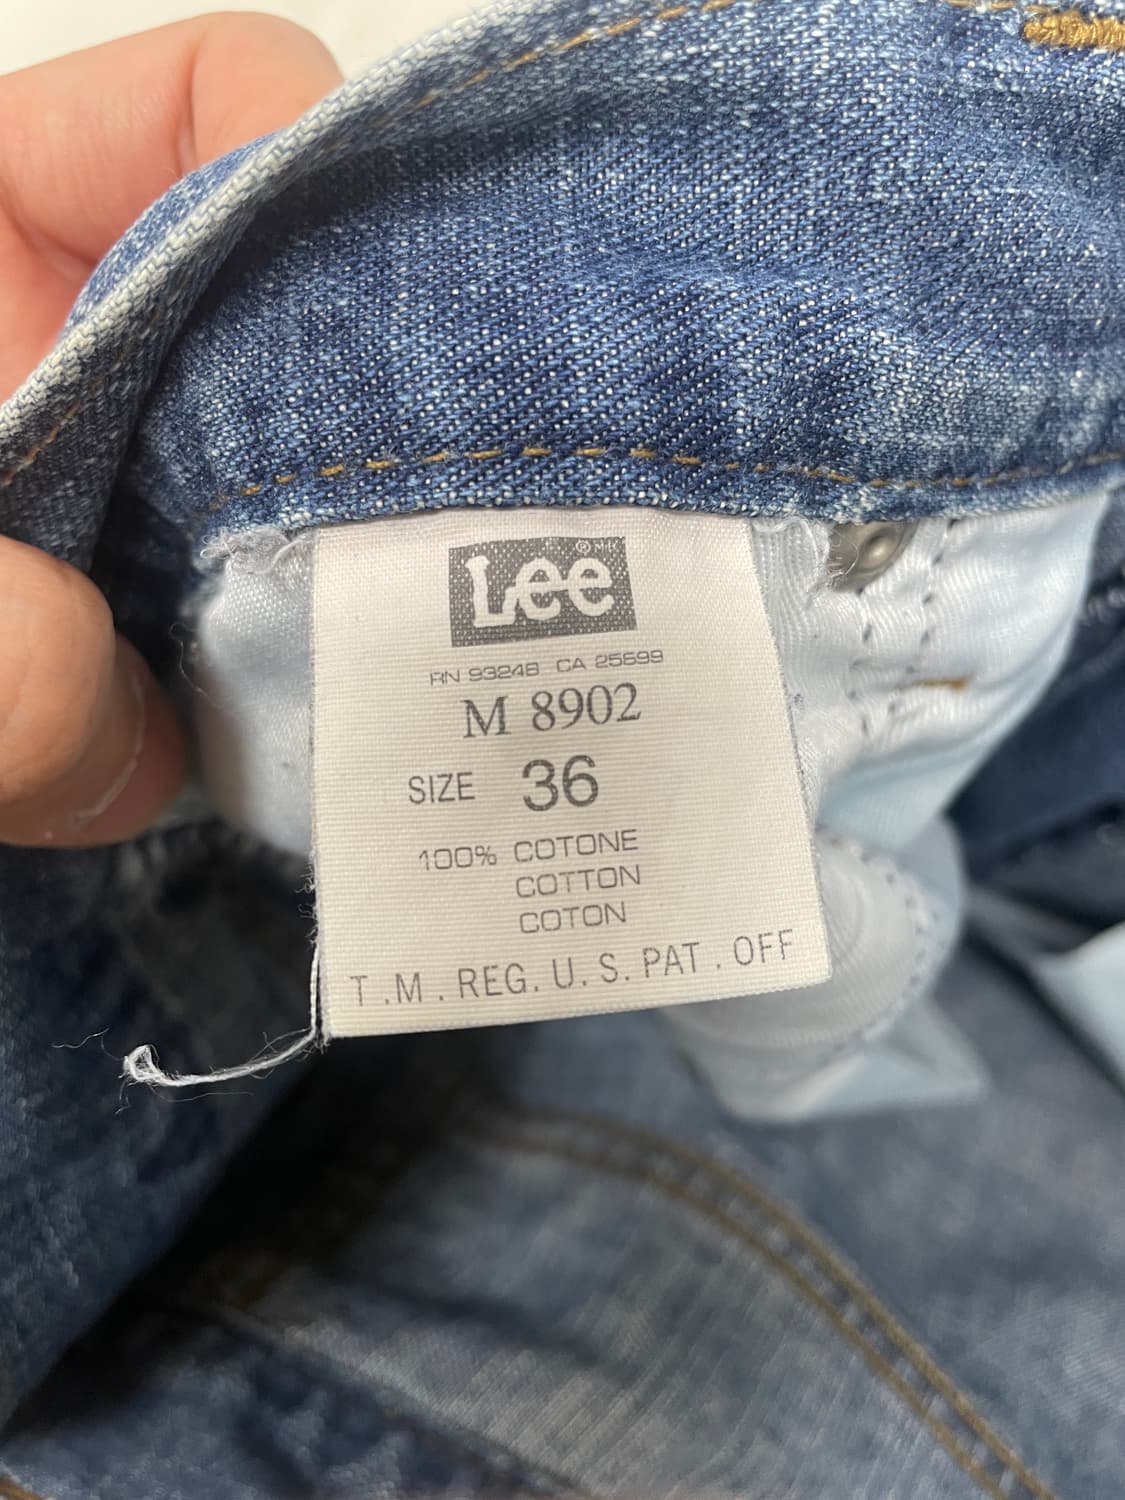 Lee ®
RN 93248 CA 25699
M 8902
SIZE 36
100% COTONE
COTTON
COTON
T.M. REG. U.S. PAT. OFF